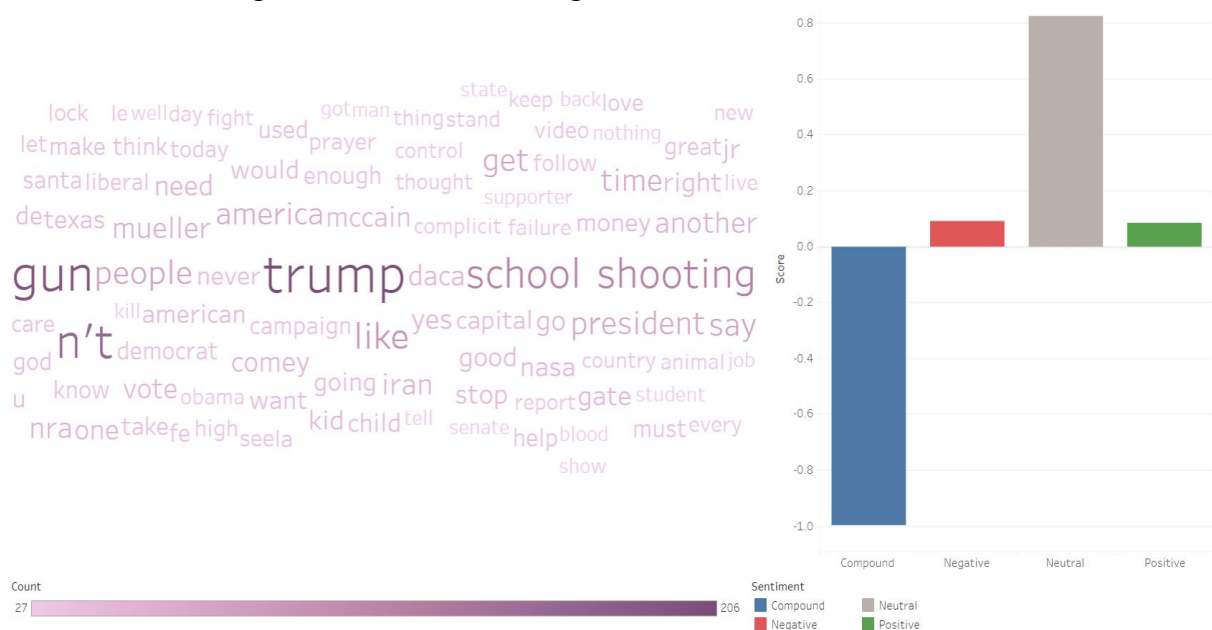 state keep back love
lock le well day fight got man thing stand new
used video nothing
let make think today prayer control great jr
would enough get follow
santa liberal need thought time right live
supporter
de texas mueller america mccain complicit failure money another
gun people never trump daca school shooting
kill american campaign yes capital go president say
care n't like
god democrat comey good nasa country animal job
going iran
u know vote obama want stop report gate student
nra one take fe high seela kid child tell senate help blood must every
show
0.8
0.6
0.4
0.2
0.0
-0.2
-0.4
-0.6
-0.8
-1.0
Score
Compound Negative Neutral Positive
Count
27 206
Sentiment
Compound Neutral
Negative Positive